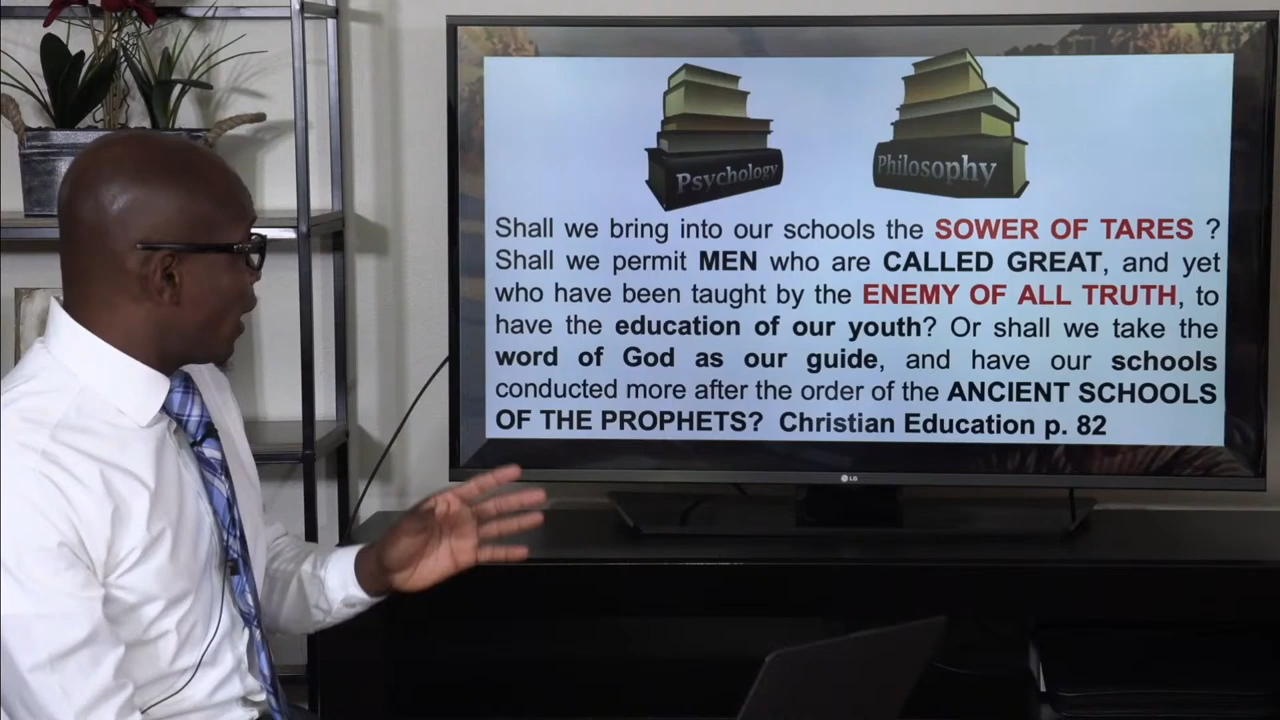 Psychology
Philosophy
Shall we bring into our schools the SOWER OF TARES ?
Shall we permit MEN who are CALLED GREAT, and yet
who have been taught by the ENEMY OF ALL TRUTH, to
have the education of our youth? Or shall we take the
word of God as our guide, and have our schools
conducted more after the order of the ANCIENT SCHOOLS
OF THE PROPHETS? Christian Education p. 82
LG